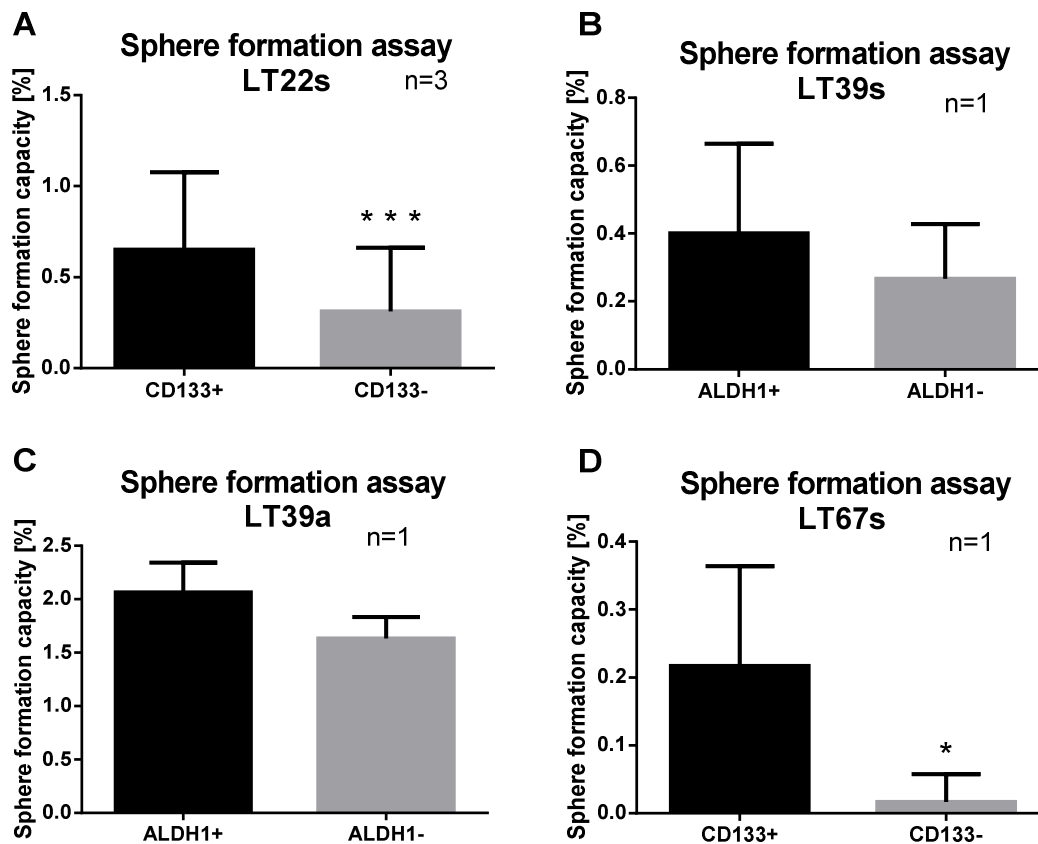 A
Sphere formation assay
LT22s
n=3
Sphere formation capacity [%]
1.5
1.0
0.5
0.0
* * *
CD133+
CD133-
B
Sphere formation assay
LT39s
n=1
Sphere formation capacity [%]
0.8
0.6
0.4
0.2
0.0
ALDH1+
ALDH1-
C
Sphere formation assay
LT39a
n=1
Sphere formation capacity [%]
2.5
2.0
1.5
1.0
0.5
0.0
ALDH1+
ALDH1-
D
Sphere formation assay
LT67s
n=1
Sphere formation capacity [%]
0.4
0.3
0.2
0.1
0.0
*
CD133+
CD133-